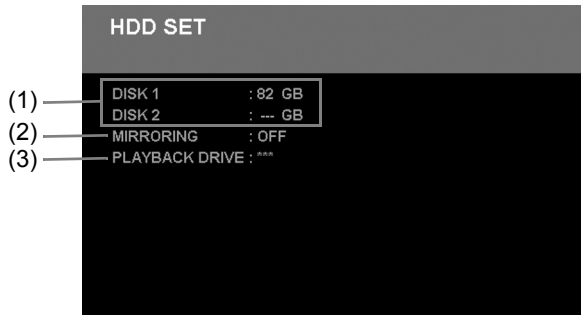 HDD SET
(1)
DISK 1 : 82 GB
DISK 2 : --- GB
(2) MIRRORING : OFF
(3) PLAYBACK DRIVE : ***